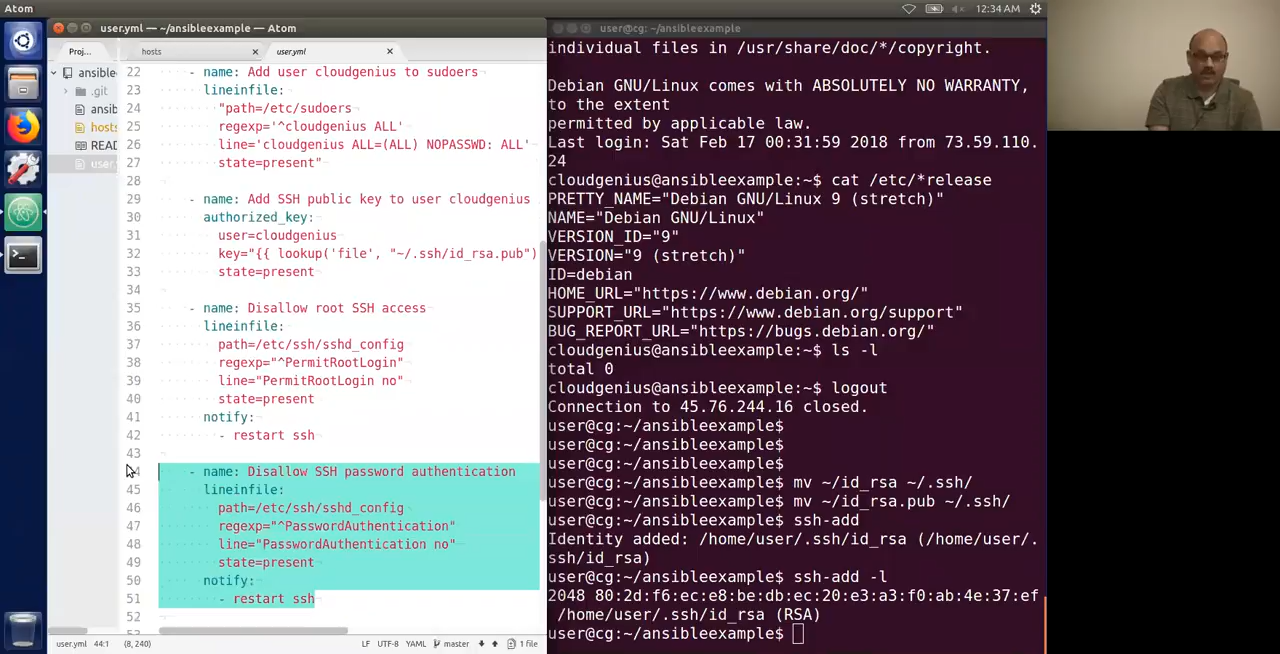 Atom
12:34 AM
user.yml — ~/ansibleexample — Atom
Proj...
hosts
user.yml
ansible
.git
ansib
hosts
READ
user.y
22 - name: Add user cloudgenius to sudoers
23 lineinfile:
24 "path=/etc/sudoers
25 regexp='^cloudgenius ALL'
26 line='cloudgenius ALL=(ALL) NOPASSWD: ALL'
27 state=present"
28
29 - name: Add SSH public key to user cloudgenius
30 authorized_key:
31 user=cloudgenius
32 key="{{ lookup('file', "~/.ssh/id_rsa.pub")
33 state=present
34
35 - name: Disallow root SSH access
36 lineinfile:
37 path=/etc/ssh/sshd_config
38 regexp="^PermitRootLogin"
39 line="PermitRootLogin no"
40 state=present
41 notify:
42 - restart ssh
43
44 - name: Disallow SSH password authentication
45 lineinfile:
46 path=/etc/ssh/sshd_config
47 regexp="^PasswordAuthentication"
48 line="PasswordAuthentication no"
49 state=present
50 notify:
51 - restart ssh
52
53
user.yml 44:1 (8, 240) LF UTF-8 YAML master 1 file
user@cg: ~/ansibleexample
individual files in /usr/share/doc/*/copyright.
Debian GNU/Linux comes with ABSOLUTELY NO WARRANTY,
to the extent
permitted by applicable law.
Last login: Sat Feb 17 00:31:59 2018 from 73.59.110.
24
cloudgenius@ansibleexample:~$ cat /etc/*release
PRETTY_NAME="Debian GNU/Linux 9 (stretch)"
NAME="Debian GNU/Linux"
VERSION_ID="9"
VERSION="9 (stretch)"
ID=debian
HOME_URL="https://www.debian.org/"
SUPPORT_URL="https://www.debian.org/support"
BUG_REPORT_URL="https://bugs.debian.org/"
cloudgenius@ansibleexample:~$ ls -l
total 0
cloudgenius@ansibleexample:~$ logout
Connection to 45.76.244.16 closed.
user@cg:~/ansibleexample$
user@cg:~/ansibleexample$
user@cg:~/ansibleexample$
user@cg:~/ansibleexample$ mv ~/id_rsa ~/.ssh/
user@cg:~/ansibleexample$ mv ~/id_rsa.pub ~/.ssh/
user@cg:~/ansibleexample$ ssh-add
Identity added: /home/user/.ssh/id_rsa (/home/user/.
ssh/id_rsa)
user@cg:~/ansibleexample$ ssh-add -l
2048 80:2d:f6:ec:e8:be:db:ec:20:e3:a3:f0:ab:4e:37:ef
/home/user/.ssh/id_rsa (RSA)
user@cg:~/ansibleexample$